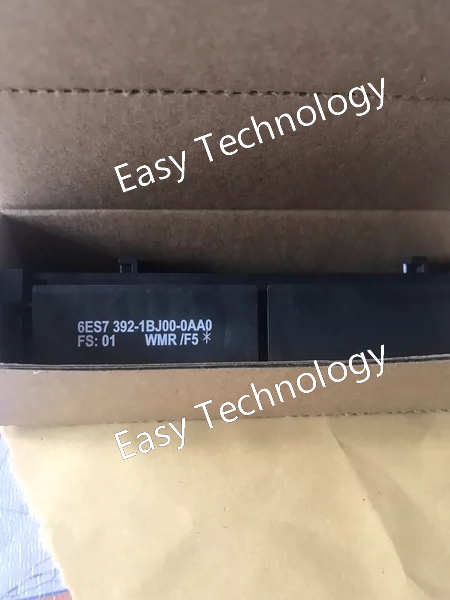 Easy Technology
6ES7 392-1BJ00-0AA0
FS: 01 WMR /F5 *
Easy Technology